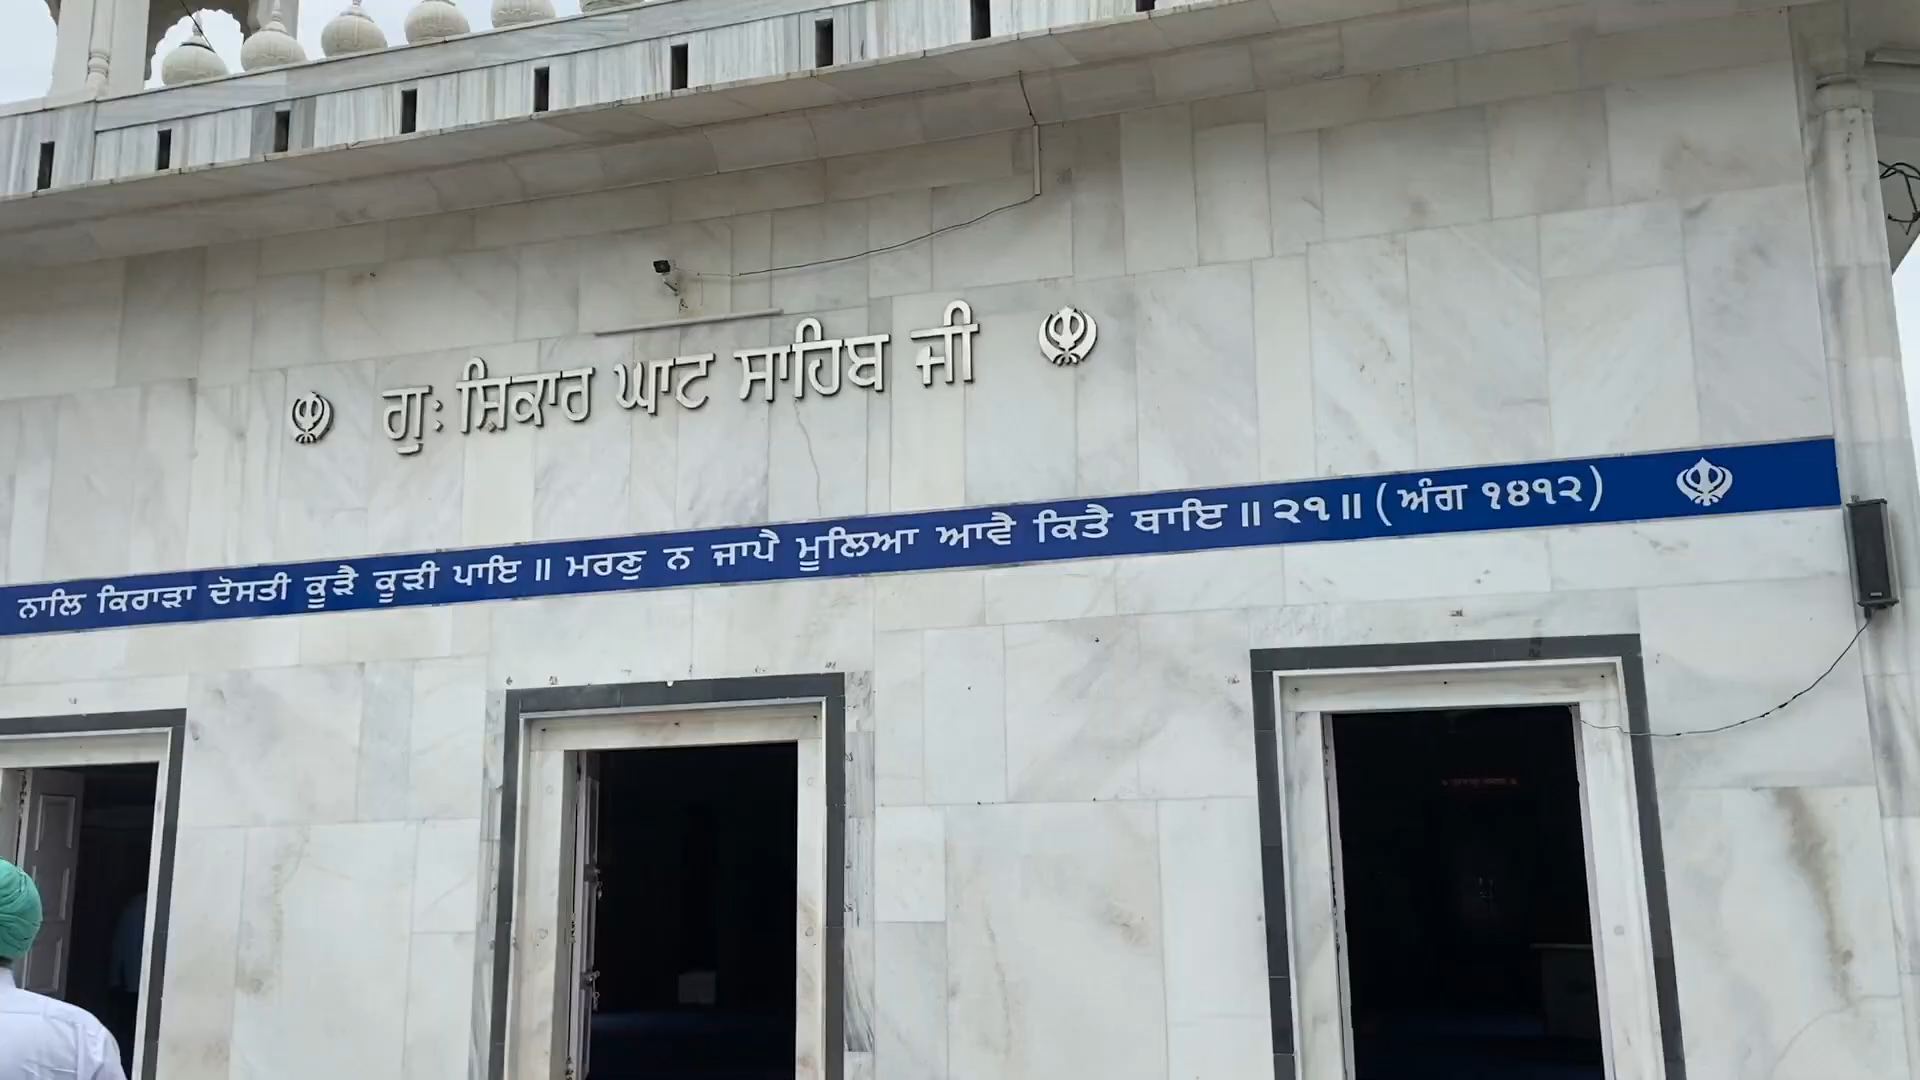 ਗੁਃ ਸ਼ਿਕਾਰ ਘਾਟ ਸਾਹਿਬ ਜੀ
ਨਾਲਿ ਕਿਰਾੜਾ ਦੋਸਤੀ ਕੂੜੈ ਕੂੜੀ ਪਾਇ ॥ ਮਰਣੁ ਨ ਜਾਪੈ ਮੂਲਿਆ ਆਵੈ ਕਿਤੈ ਥਾਇ ॥੨੧॥ (ਅੰਗ ੧੪੧੨)